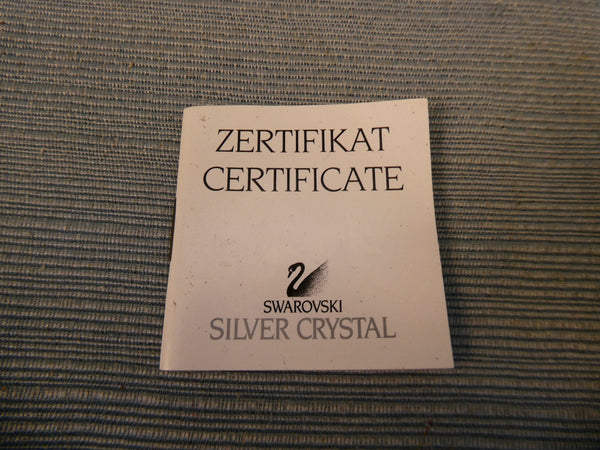 ZERTIFIKAT
CERTIFICATE
SWAROVSKI
SILVER CRYSTAL